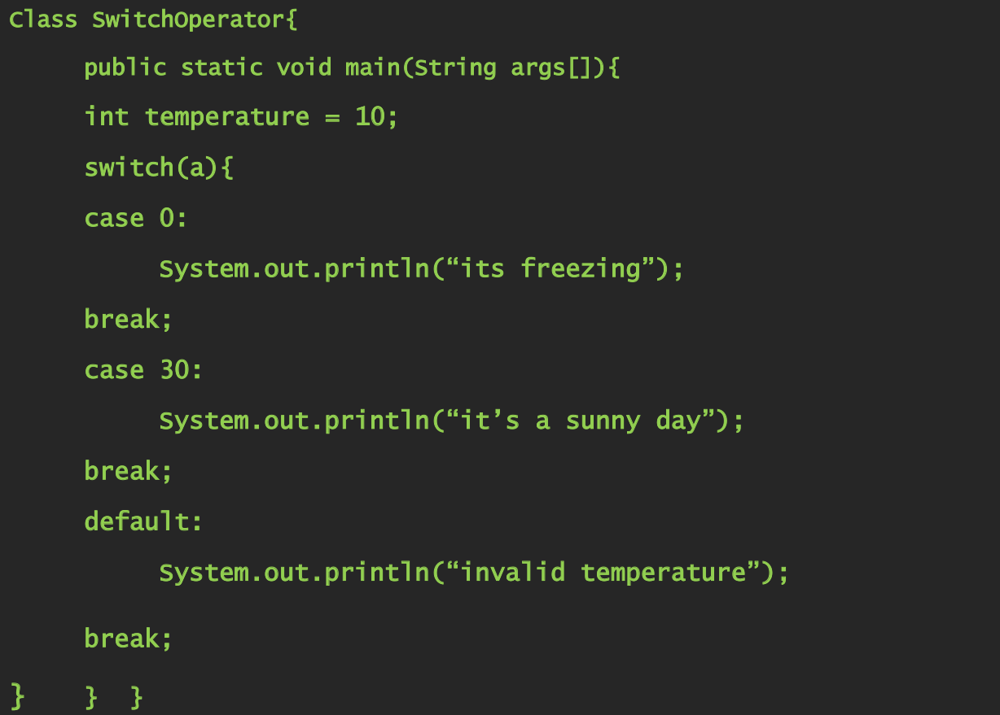 Class SwitchOperator{
public static void main(String args[]){
int temperature = 10;
switch(a){
case 0:
System.out.println(“its freezing”);
break;
case 30:
System.out.println(“it’s a sunny day”);
break;
default:
System.out.println(“invalid temperature”);
break;
} } }